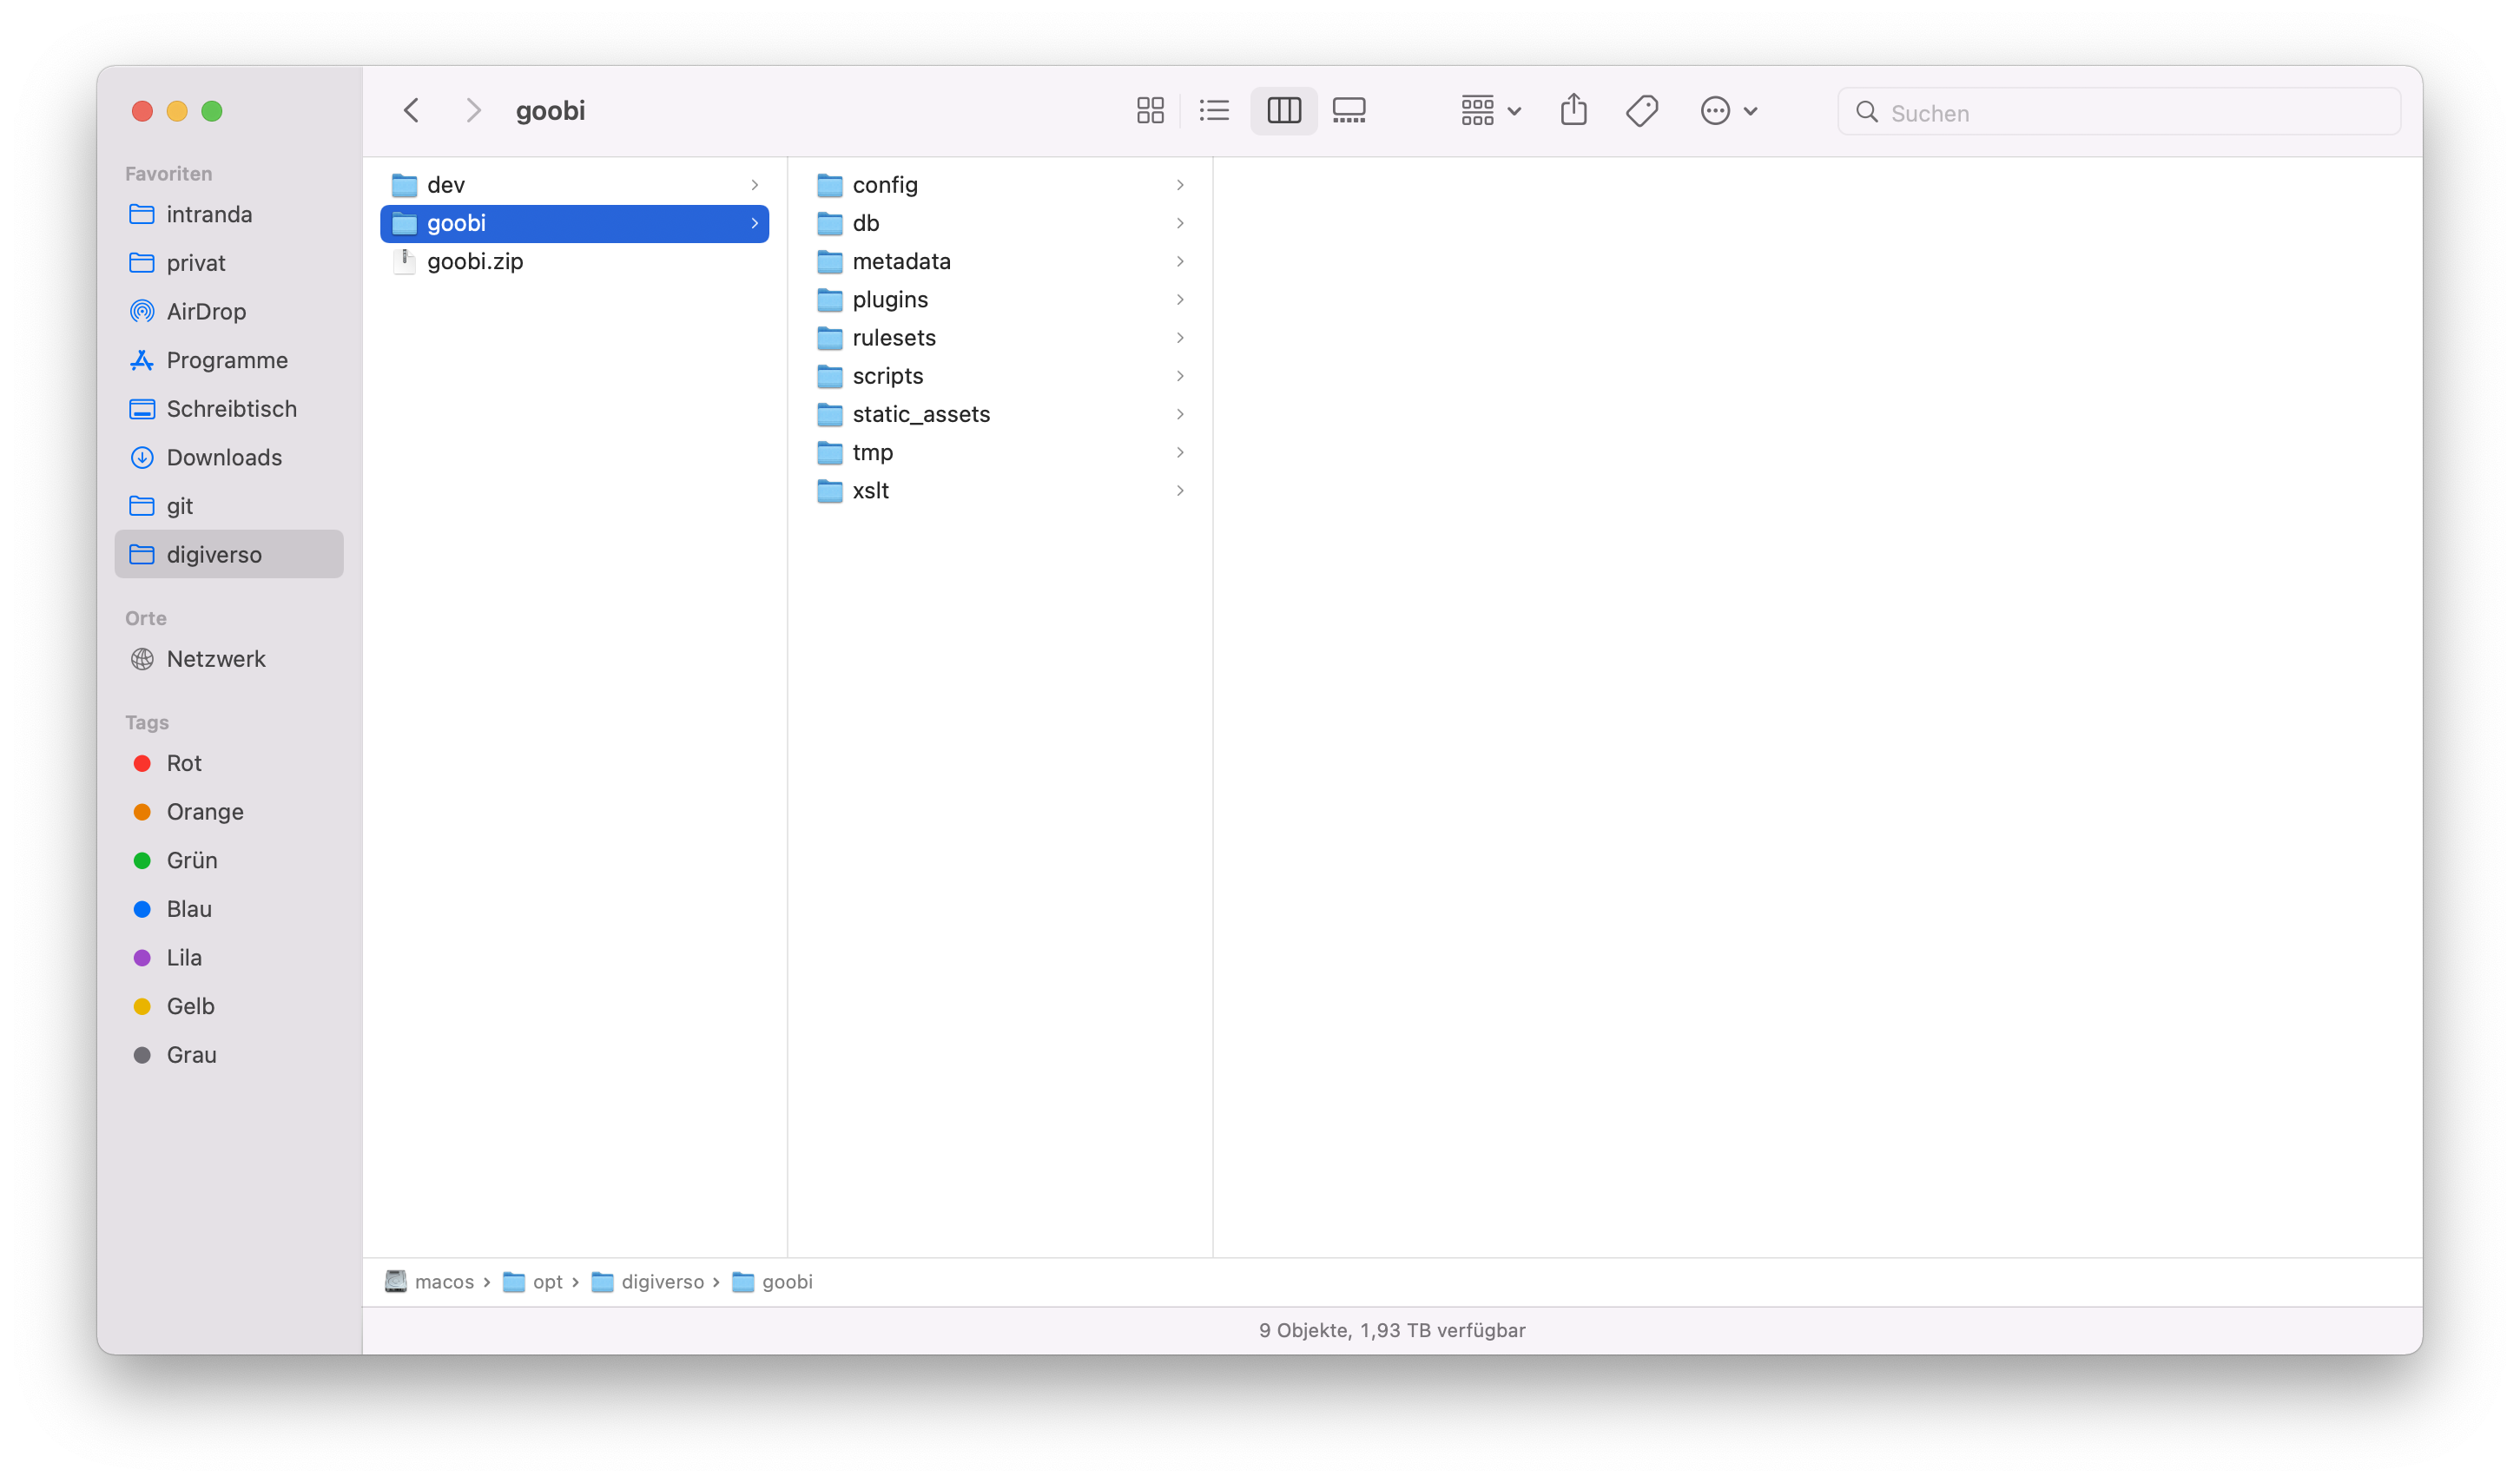 goobi
Suchen
Favoriten
intranda
privat
AirDrop
Programme
Schreibtisch
Downloads
git
digiverso
Orte
Netzwerk
Tags
Rot
Orange
Grün
Blau
Lila
Gelb
Grau
dev
goobi
goobi.zip
config
db
metadata
plugins
rulesets
scripts
static_assets
tmp
xslt
macos › opt › digiverso › goobi
9 Objekte, 1,93 TB verfügbar